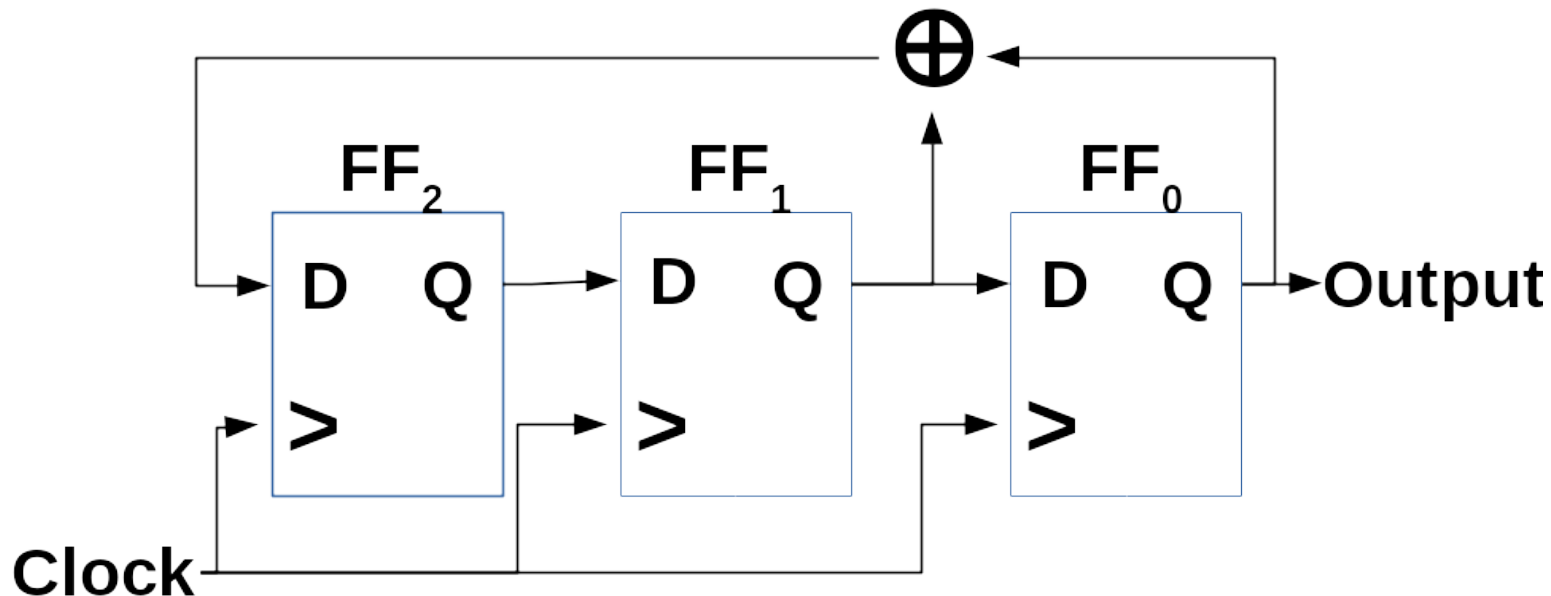 ⊕
FF₂ FF₁ FF₀
D Q D Q D Q Output
> > >
Clock